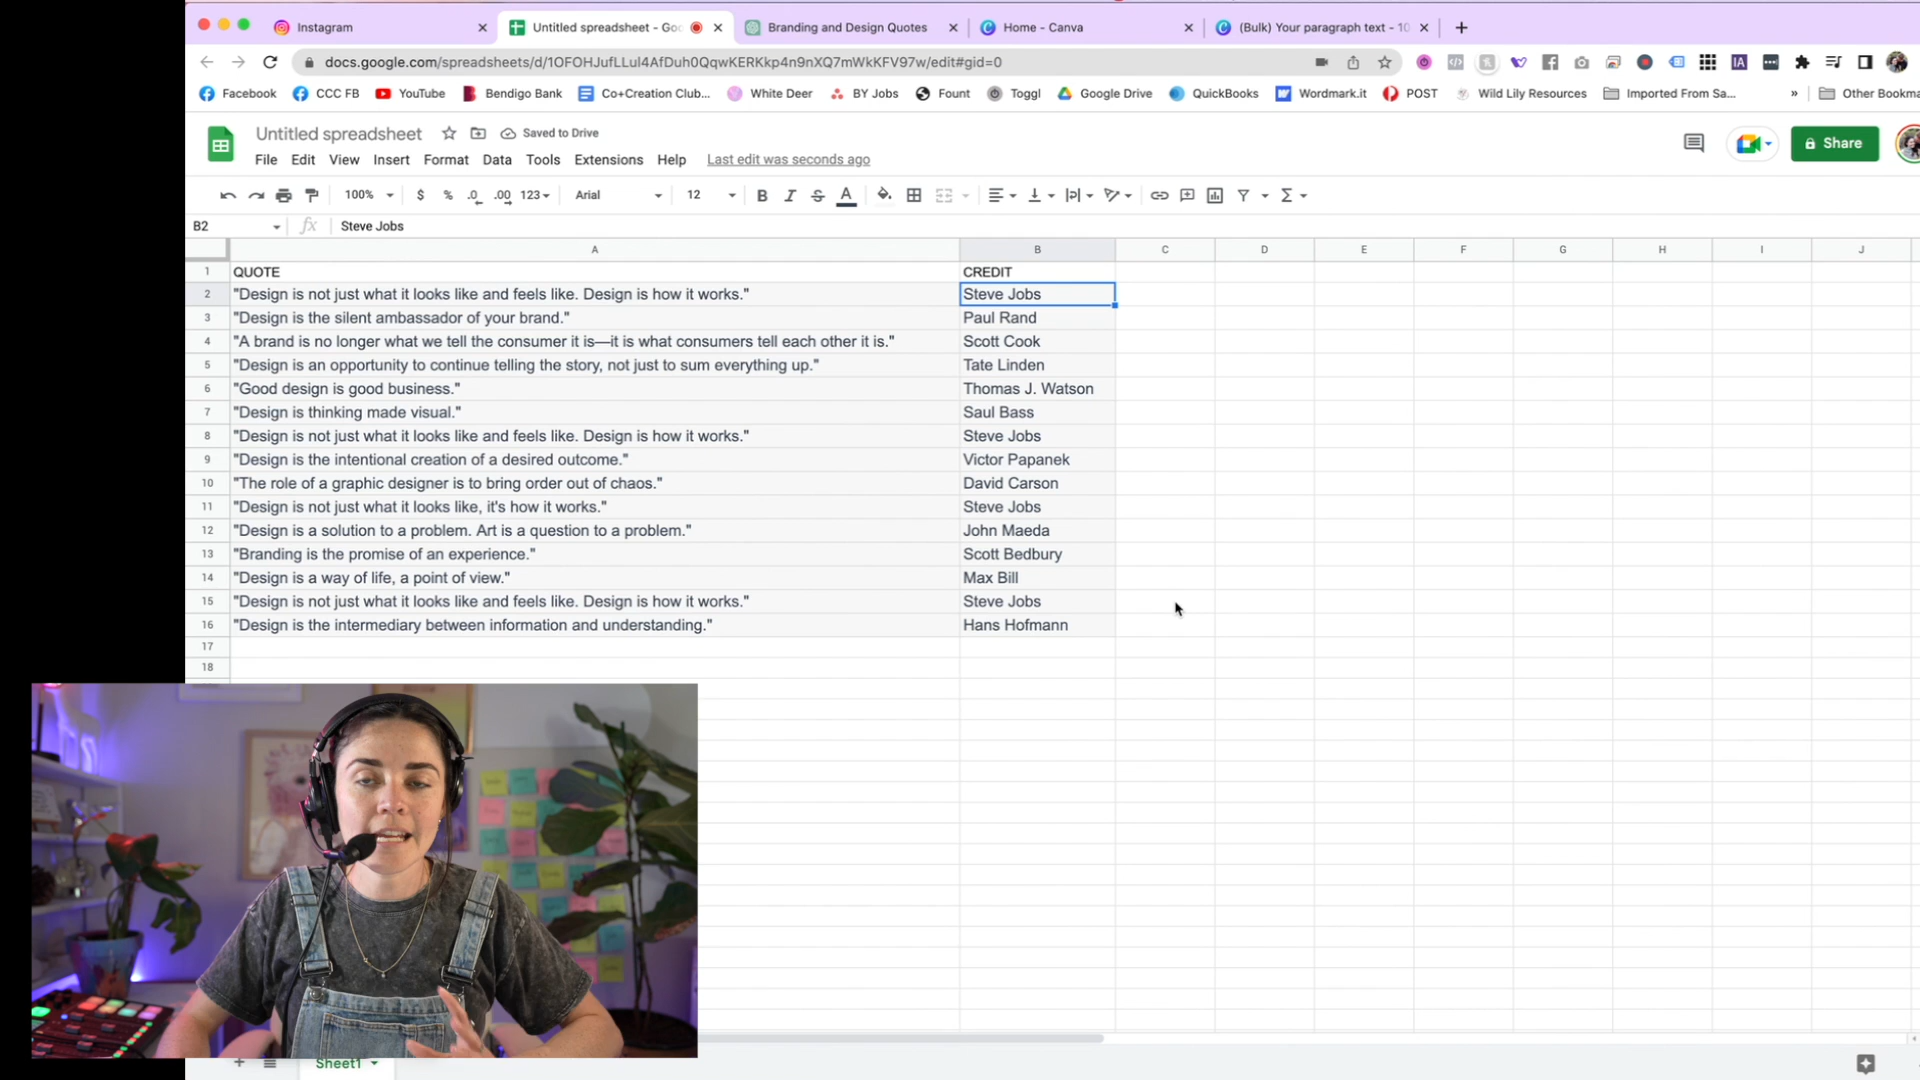 Instagram
Untitled spreadsheet - Goo
Branding and Design Quotes
Home - Canva
(Bulk) Your paragraph text - 10
docs.google.com/spreadsheets/d/1OFOHJufLLul4AfDuh0QqwKERKkp4n9nXQ7mWkKFV97w/edit#gid=0
Facebook CCC FB YouTube Bendigo Bank Co+Creation Club... White Deer BY Jobs Fount Toggl Google Drive QuickBooks Wordmark.it POST Wild Lily Resources Imported From Sa... » Other Bookma
Untitled spreadsheet Saved to Drive
Share
File Edit View Insert Format Data Tools Extensions Help Last edit was seconds ago
100% $ % .0 .00 123 Arial 12 B I S A
B2 fx Steve Jobs
A B C D E F G H I J
1 QUOTE CREDIT
2 "Design is not just what it looks like and feels like. Design is how it works." Steve Jobs
3 "Design is the silent ambassador of your brand." Paul Rand
4 "A brand is no longer what we tell the consumer it is—it is what consumers tell each other it is." Scott Cook
5 "Design is an opportunity to continue telling the story, not just to sum everything up." Tate Linden
6 "Good design is good business." Thomas J. Watson
7 "Design is thinking made visual." Saul Bass
8 "Design is not just what it looks like and feels like. Design is how it works." Steve Jobs
9 "Design is the intentional creation of a desired outcome." Victor Papanek
10 "The role of a graphic designer is to bring order out of chaos." David Carson
11 "Design is not just what it looks like, it's how it works." Steve Jobs
12 "Design is a solution to a problem. Art is a question to a problem." John Maeda
13 "Branding is the promise of an experience." Scott Bedbury
14 "Design is a way of life, a point of view." Max Bill
15 "Design is not just what it looks like and feels like. Design is how it works." Steve Jobs
16 "Design is the intermediary between information and understanding." Hans Hofmann
17
18
Sheet1